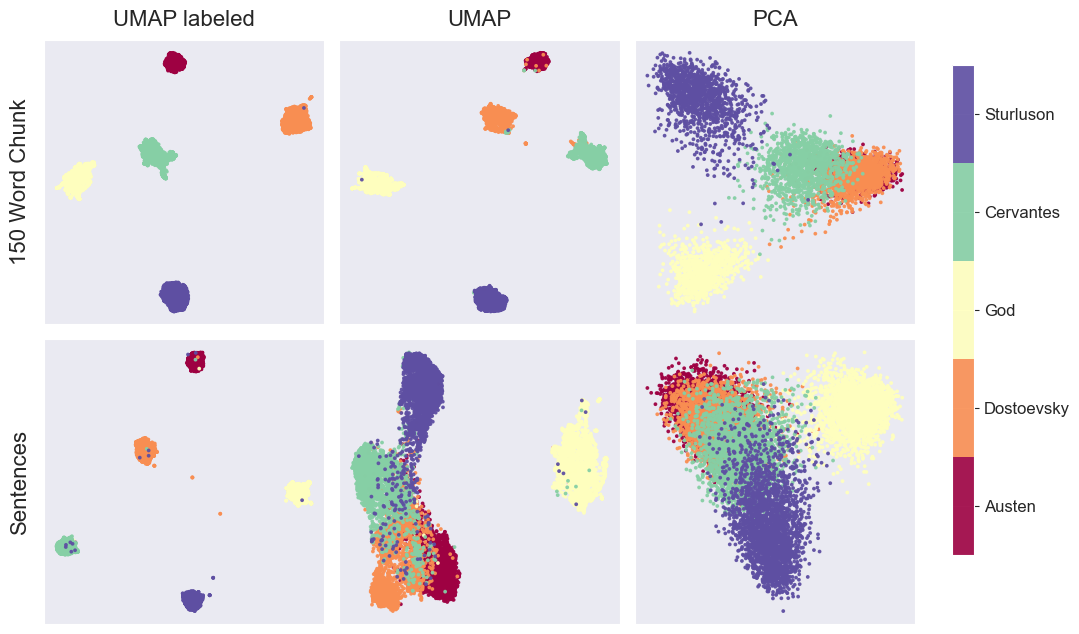 UMAP labeled
UMAP
PCA
150 Word Chunk
Sentences
Sturluson
Cervantes
God
Dostoevsky
Austen